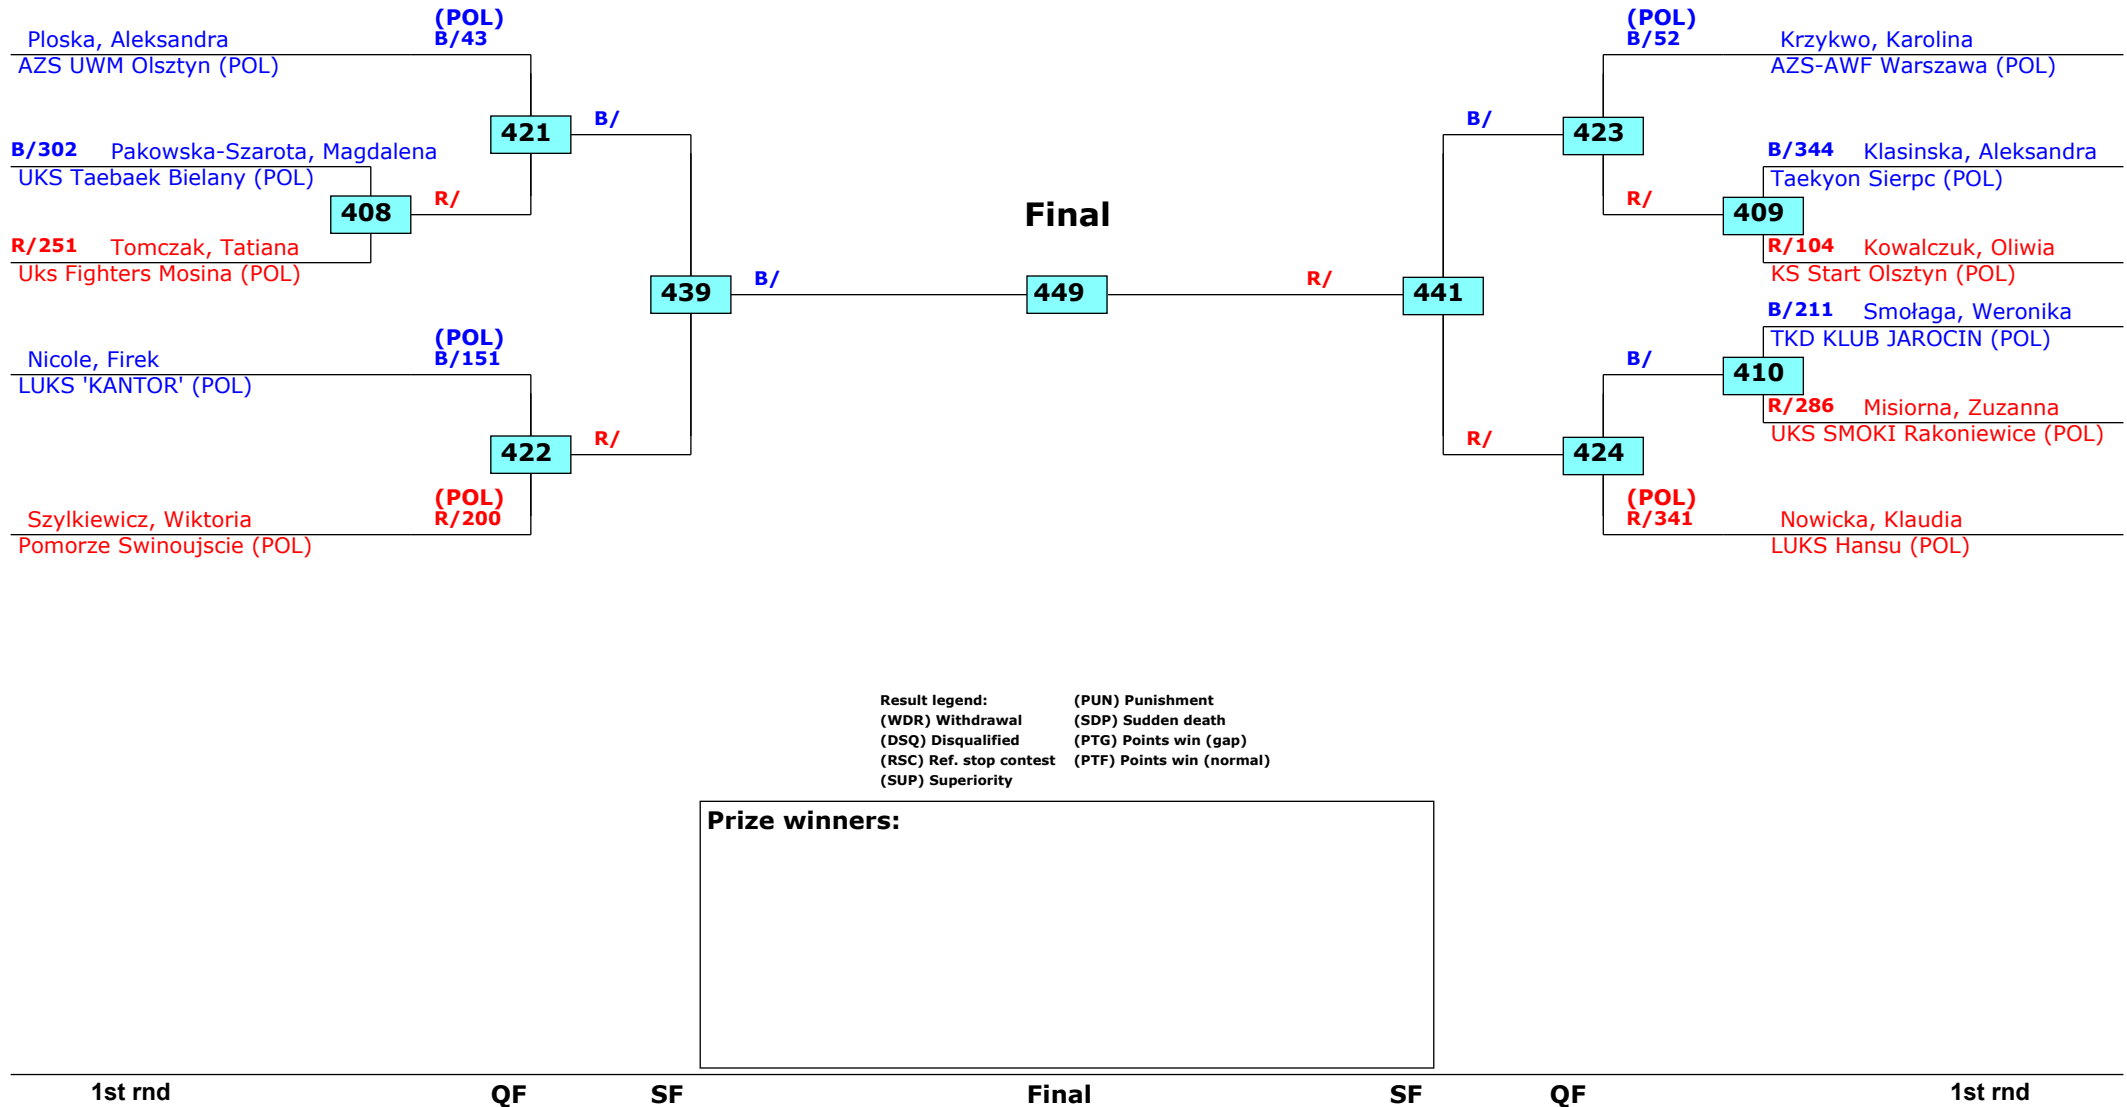 (POL)
Ploska, Aleksandra B/43
AZS UWM Olsztyn (POL)
421
B/
B/302 Pakowska-Szarota, Magdalena
UKS Taebaek Bielany (POL)
408
R/
R/251 Tomczak, Tatiana
Uks Fighters Mosina (POL)
439
B/
(POL)
Nicole, Firek B/151
LUKS 'KANTOR' (POL)
422
R/
(POL)
Szylkiewicz, Wiktoria R/200
Pomorze Swinoujscie (POL)
Final
449
(POL)
B/52 Krzykwo, Karolina
AZS-AWF Warszawa (POL)
B/
423
B/344 Klasinska, Aleksandra
Taekyon Sierpc (POL)
R/
409
R/104 Kowalczuk, Oliwia
KS Start Olsztyn (POL)
R/
441
B/211 Smołaga, Weronika
TKD KLUB JAROCIN (POL)
B/
410
R/286 Misiorna, Zuzanna
UKS SMOKI Rakoniewice (POL)
R/
424
(POL)
R/341 Nowicka, Klaudia
LUKS Hansu (POL)
Result legend: (PUN) Punishment
(WDR) Withdrawal (SDP) Sudden death
(DSQ) Disqualified (PTG) Points win (gap)
(RSC) Ref. stop contest (PTF) Points win (normal)
(SUP) Superiority
Prize winners:
1st rnd QF SF Final SF QF 1st rnd